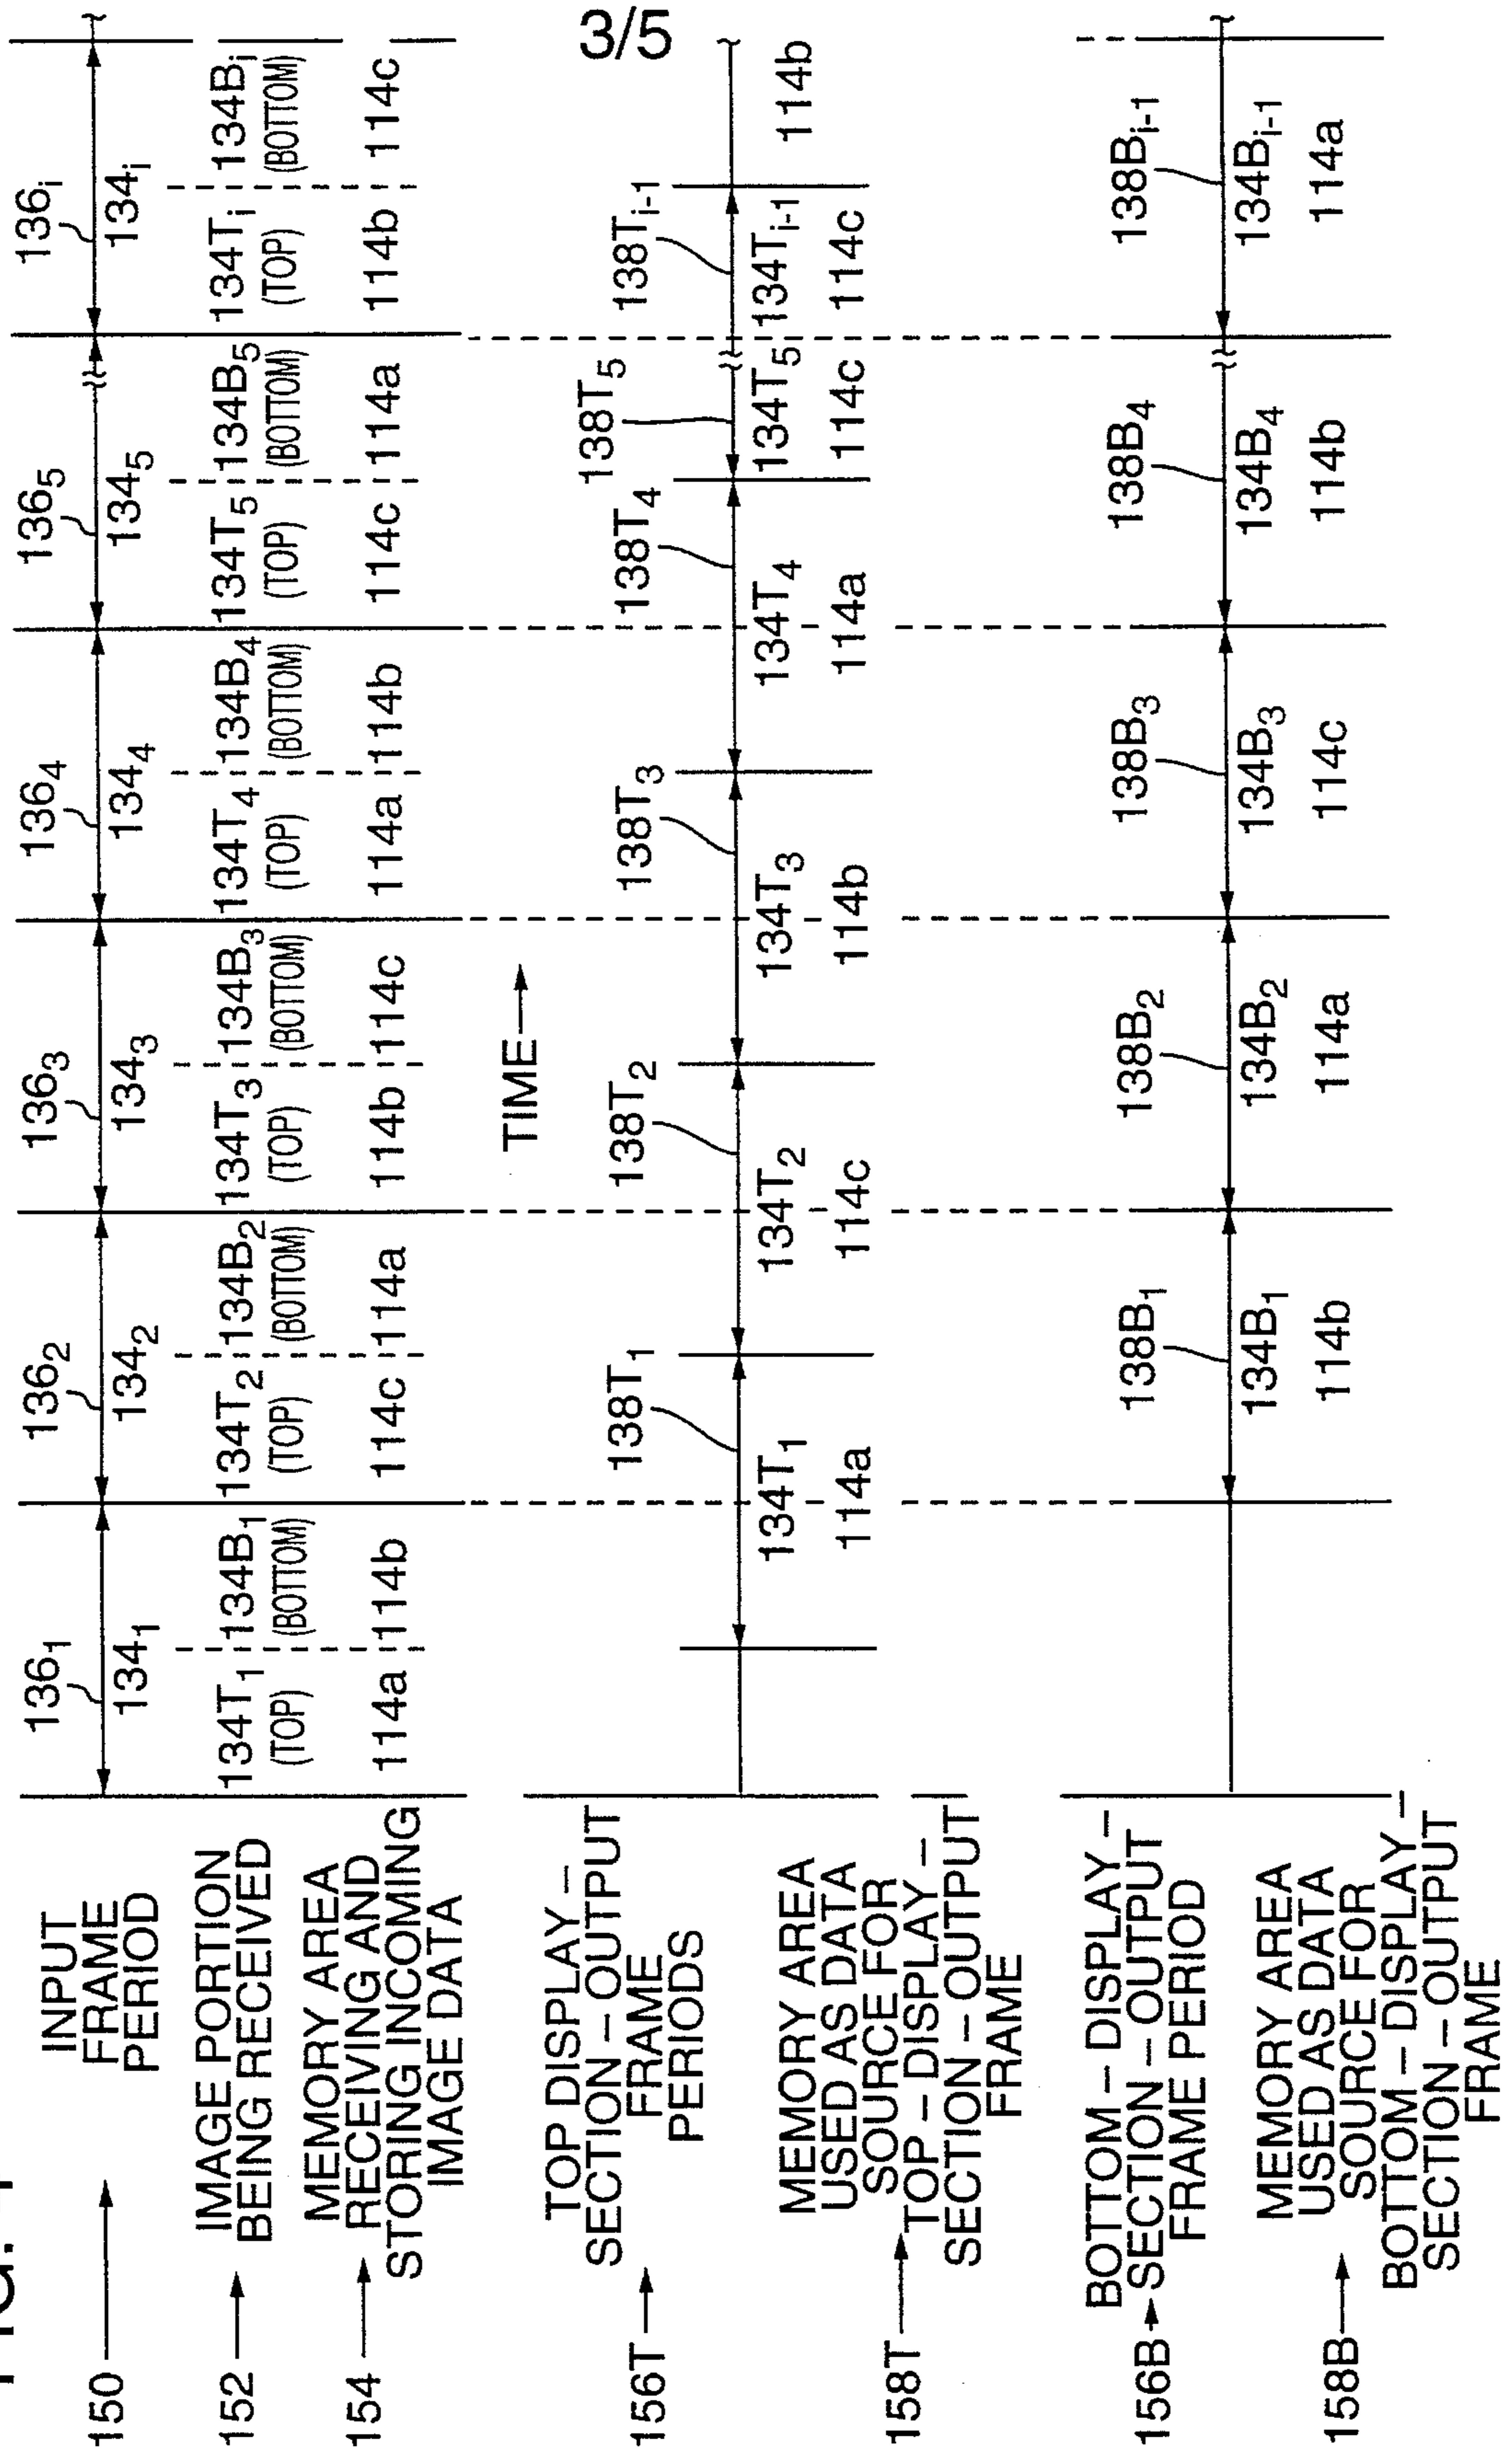 3/5
150
INPUT
FRAME
PERIOD
136₁ 136₂ 136₃ 136₄ 136₅ 136ᵢ
134₁ 134₂ 134₃ 134₄ 134₅ 134ᵢ
152
IMAGE PORTION
BEING RECEIVED
134T₁ 134B₁ 134T₂ 134B₂ 134T₃ 134B₃ 134T₄ 134B₄ 134T₅ 134B₅ 134Tᵢ 134Bᵢ
(TOP) (BOTTOM) (TOP) (BOTTOM) (TOP) (BOTTOM) (TOP) (BOTTOM) (TOP) (BOTTOM) (TOP) (BOTTOM)
154
MEMORY AREA
RECEIVING AND
STORING INCOMING
IMAGE DATA
114a 114b 114c 114a 114b 114c 114a 114b 114c 114a 114b 114c
TIME
156T
TOP DISPLAY –
SECTION – OUTPUT
FRAME
PERIODS
138T₁ 138T₂ 138T₃ 138T₄ 138T₅ 138Tᵢ₋₁
134T₁ 134T₂ 134T₃ 134T₄ 134T₅ 134Tᵢ₋₁
158T
MEMORY AREA
USED AS DATA
SOURCE FOR
TOP – DISPLAY –
SECTION – OUTPUT
FRAME
114a 114c 114b 114a 114c 114c 114b
156B
BOTTOM – DISPLAY –
SECTION – OUTPUT
FRAME PERIOD
138B₁ 138B₂ 138B₃ 138B₄ 138Bᵢ₋₁
134B₁ 134B₂ 134B₃ 134B₄ 134Bᵢ₋₁
158B
MEMORY AREA
USED AS DATA
SOURCE FOR
BOTTOM – DISPLAY –
SECTION – OUTPUT
FRAME
114b 114a 114c 114b 114a